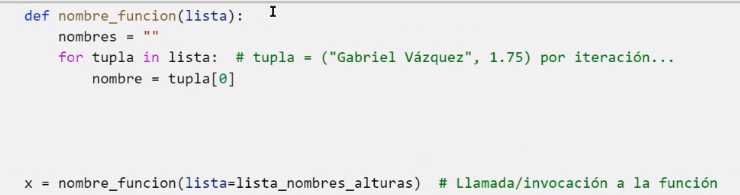 def nombre_funcion(lista):
    nombres = ""
    for tupla in lista:  # tupla = ("Gabriel Vázquez", 1.75) por iteración...
        nombre = tupla[0]
x = nombre_funcion(lista=lista_nombres_alturas)  # Llamada/invocación a la función